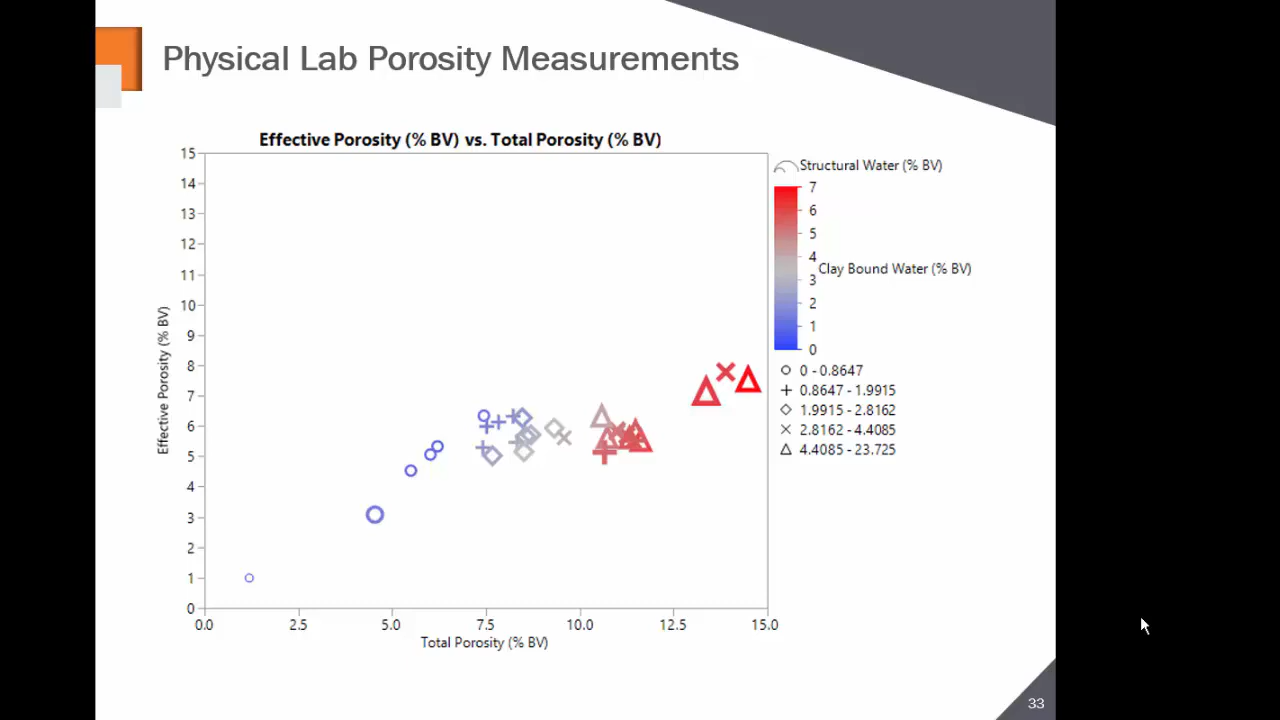 Physical Lab Porosity Measurements
Effective Porosity (% BV) vs. Total Porosity (% BV)
15
14
13
12
11
10
9
8
7
6
5
4
3
2
1
0
Effective Porosity (% BV)
0.0 2.5 5.0 7.5 10.0 12.5 15.0
Total Porosity (% BV)
Structural Water (% BV)
7
6
5
4
3
2
1
0
Clay Bound Water (% BV)
0 - 0.8647
0.8647 - 1.9915
1.9915 - 2.8162
2.8162 - 4.4085
4.4085 - 23.725
33